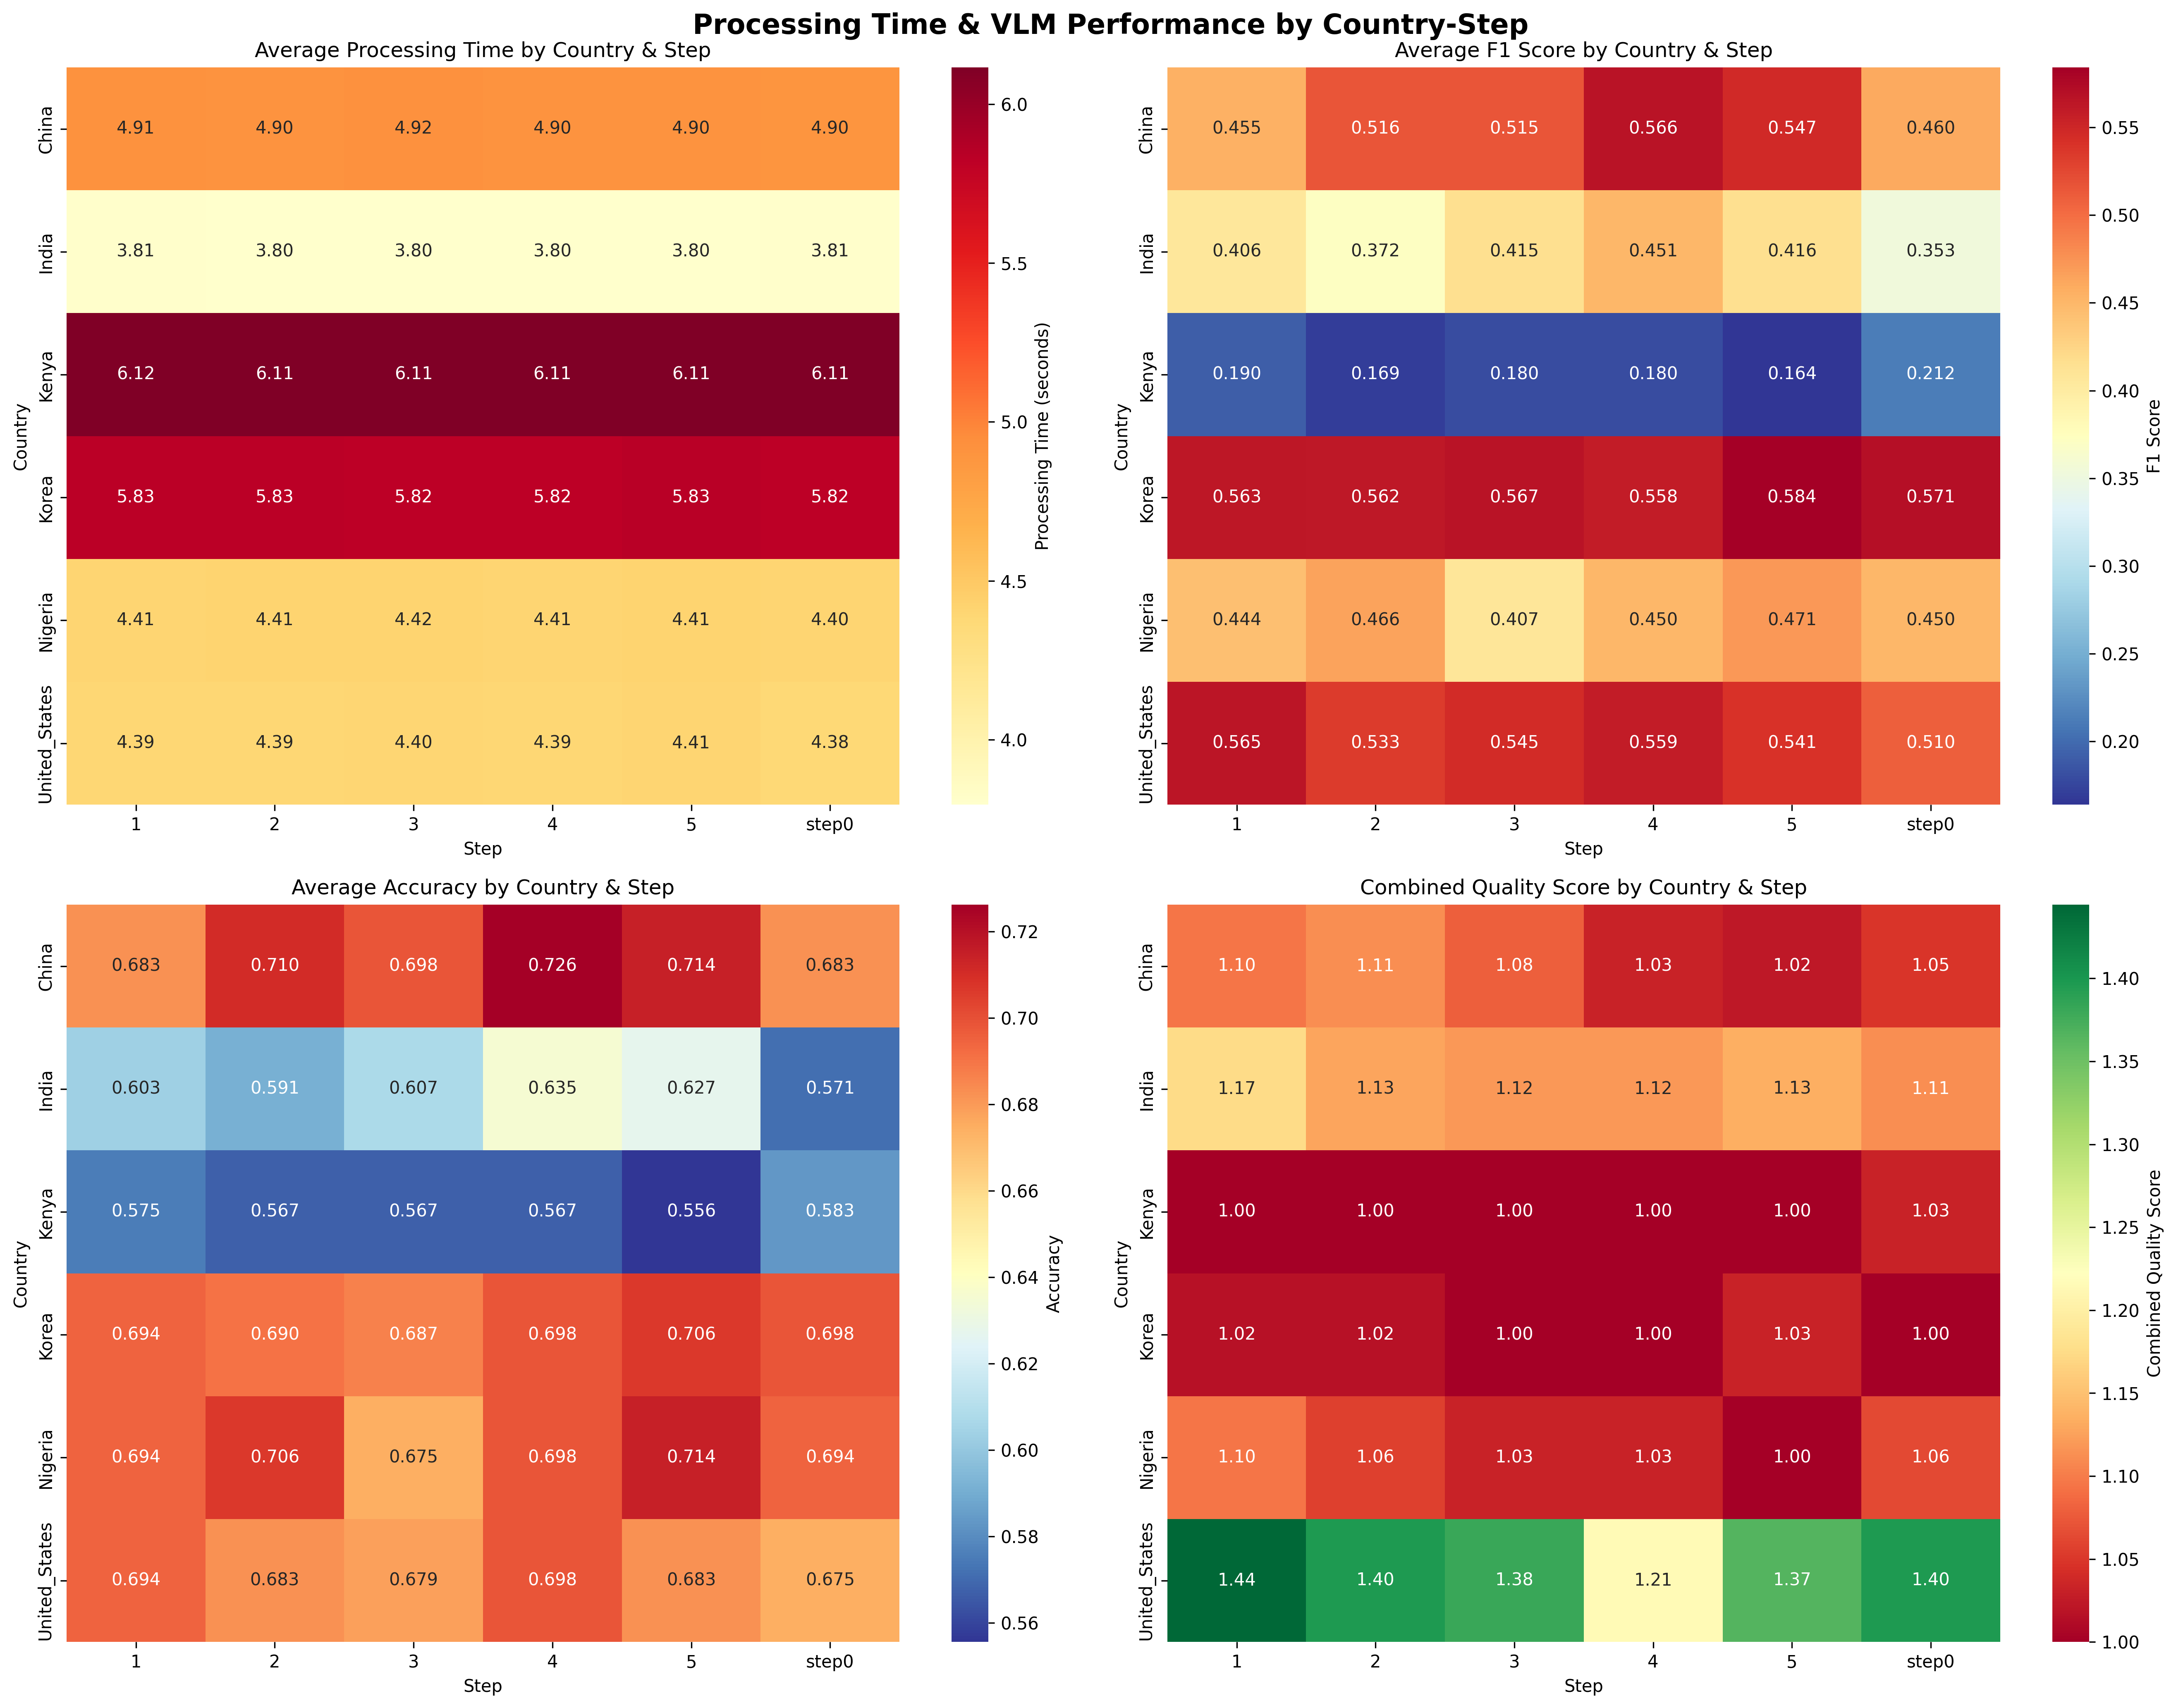 Processing Time & VLM Performance by Country-Step
Average Processing Time by Country & Step
China 4.91 4.90 4.92 4.90 4.90 4.90
India 3.81 3.80 3.80 3.80 3.80 3.81
Kenya 6.12 6.11 6.11 6.11 6.11 6.11
Korea 5.83 5.83 5.82 5.82 5.83 5.82
Nigeria 4.41 4.41 4.42 4.41 4.41 4.40
United_States 4.39 4.39 4.40 4.39 4.41 4.38
1 2 3 4 5 step0
Step
Country
6.0
5.5
5.0
4.5
4.0
Processing Time (seconds)
Average F1 Score by Country & Step
China 0.455 0.516 0.515 0.566 0.547 0.460
India 0.406 0.372 0.415 0.451 0.416 0.353
Kenya 0.190 0.169 0.180 0.180 0.164 0.212
Korea 0.563 0.562 0.567 0.558 0.584 0.571
Nigeria 0.444 0.466 0.407 0.450 0.471 0.450
United_States 0.565 0.533 0.545 0.559 0.541 0.510
1 2 3 4 5 step0
Step
Country
0.55
0.50
0.45
0.40
0.35
0.30
0.25
0.20
F1 Score
Average Accuracy by Country & Step
China 0.683 0.710 0.698 0.726 0.714 0.683
India 0.603 0.591 0.607 0.635 0.627 0.571
Kenya 0.575 0.567 0.567 0.567 0.556 0.583
Korea 0.694 0.690 0.687 0.698 0.706 0.698
Nigeria 0.694 0.706 0.675 0.698 0.714 0.694
United_States 0.694 0.683 0.679 0.698 0.683 0.675
1 2 3 4 5 step0
Step
Country
0.72
0.70
0.68
0.66
0.64
0.62
0.60
0.58
0.56
Accuracy
Combined Quality Score by Country & Step
China 1.10 1.11 1.08 1.03 1.02 1.05
India 1.17 1.13 1.12 1.12 1.13 1.11
Kenya 1.00 1.00 1.00 1.00 1.00 1.03
Korea 1.02 1.02 1.00 1.00 1.03 1.00
Nigeria 1.10 1.06 1.03 1.03 1.00 1.06
United_States 1.44 1.40 1.38 1.21 1.37 1.40
1 2 3 4 5 step0
Step
Country
1.40
1.35
1.30
1.25
1.20
1.15
1.10
1.05
1.00
Combined Quality Score